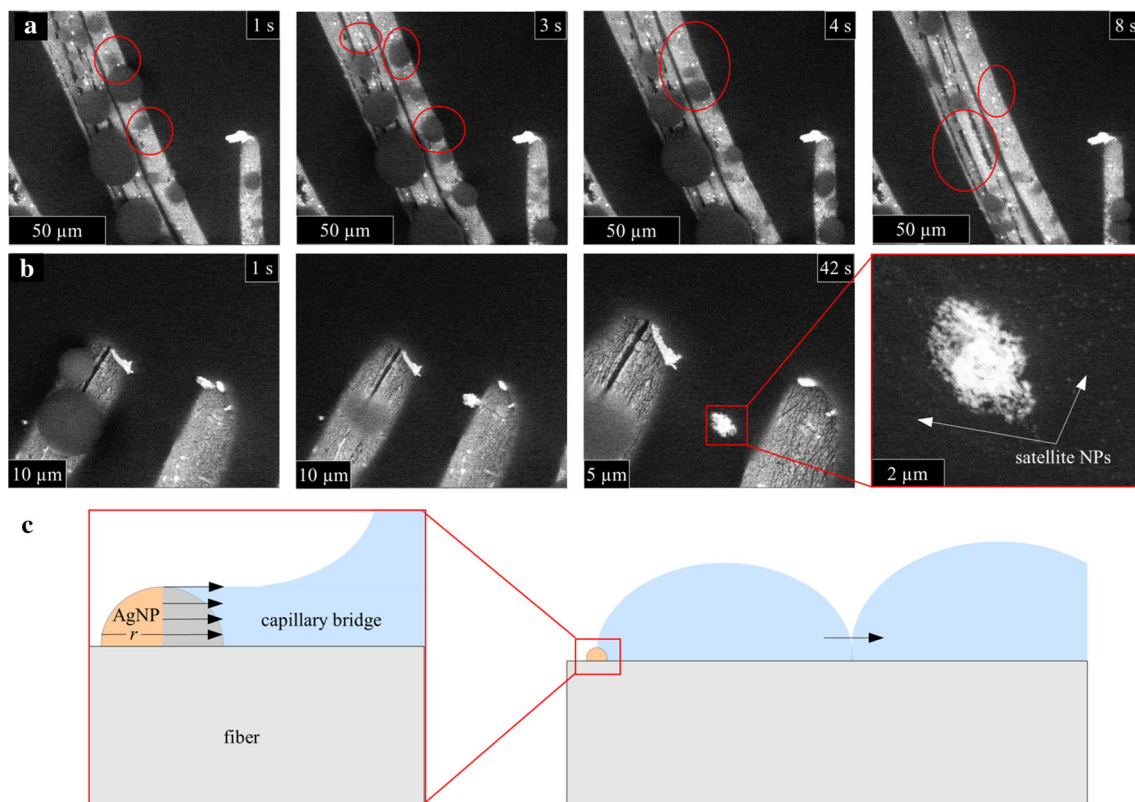 a
1 s
3 s
4 s
8 s
50 µm
50 µm
50 µm
50 µm
b
1 s
42 s
10 µm
10 µm
5 µm
2 µm
satellite NPs
c
AgNP
r
capillary bridge
fiber